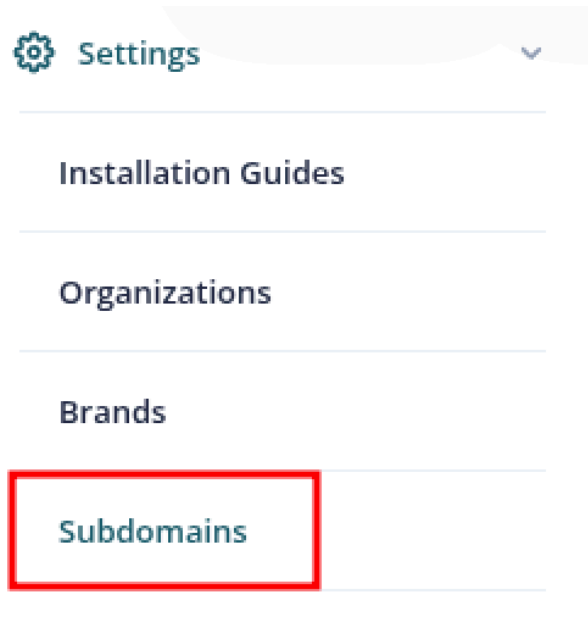 Settings
Installation Guides
Organizations
Brands
Subdomains